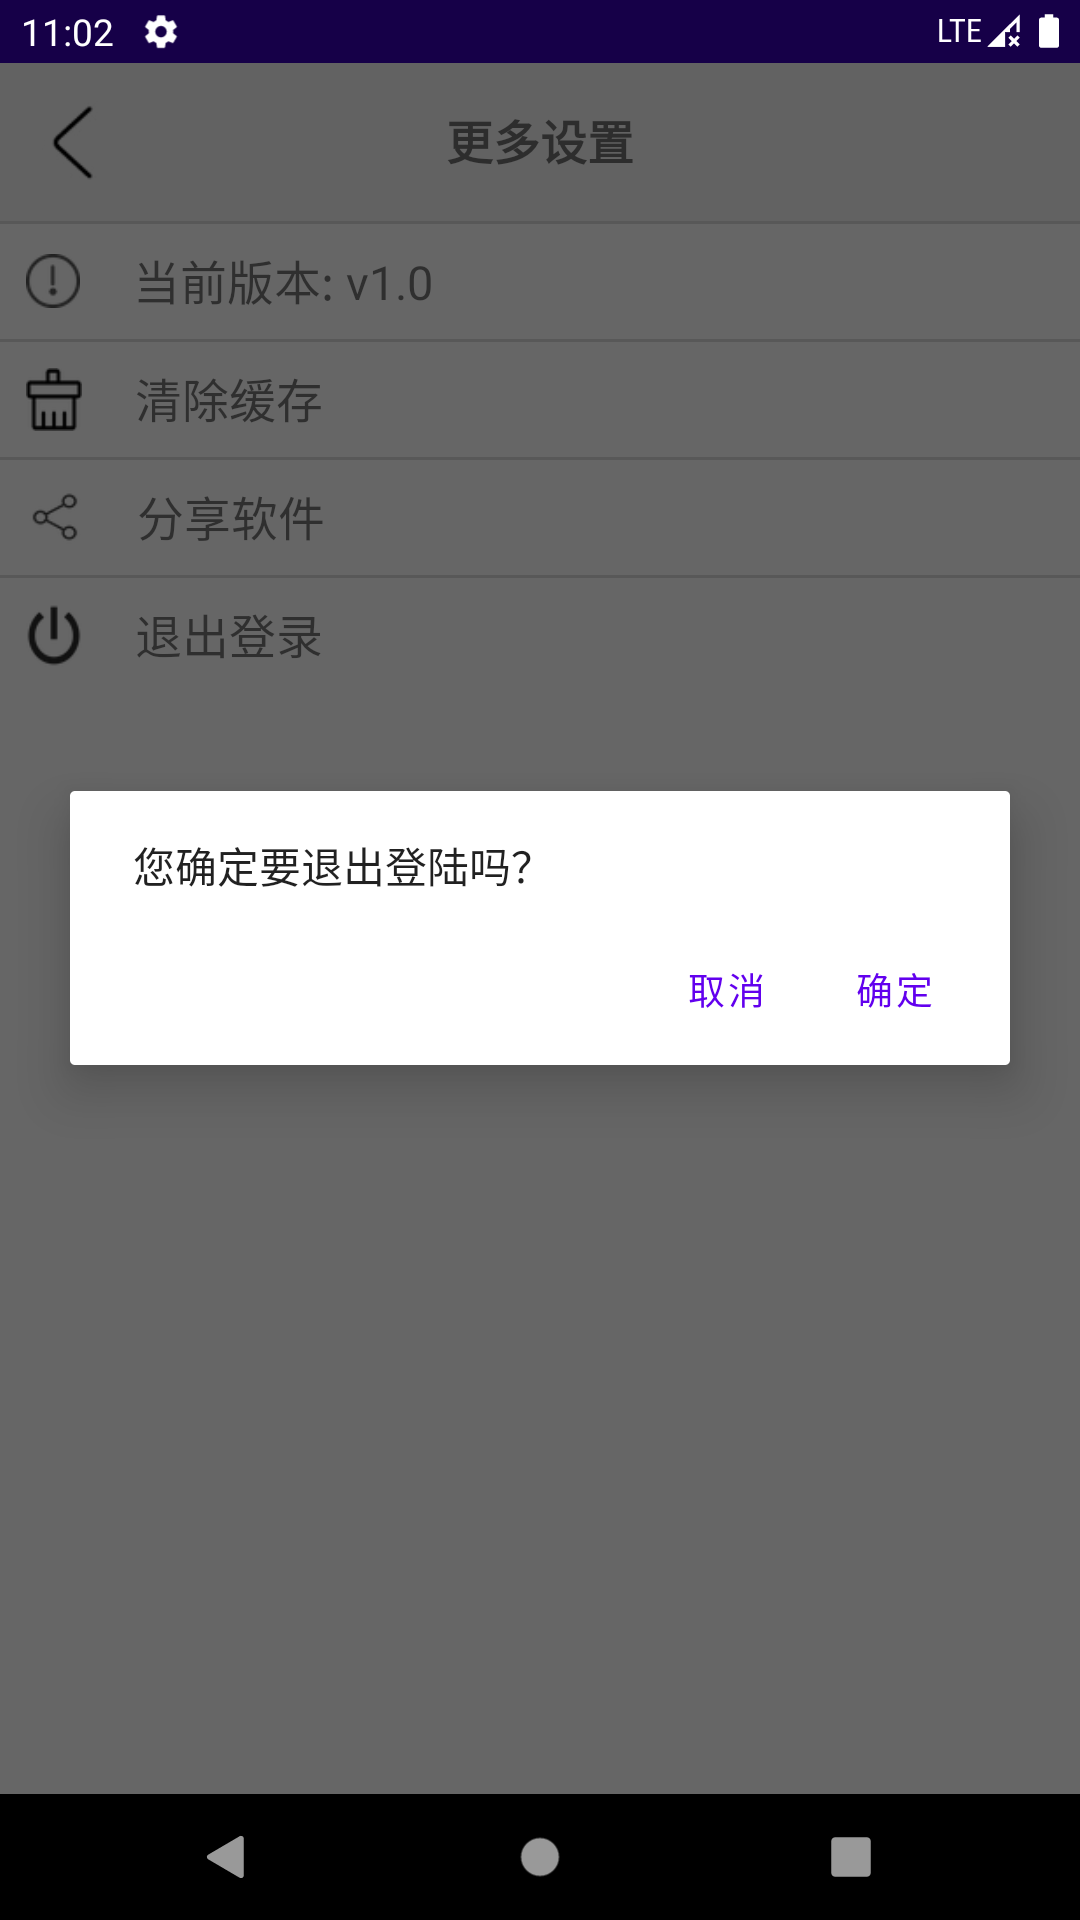 11:02
LTE
更多设置
当前版本: v1.0
清除缓存
分享软件
退出登录
您确定要退出登陆吗？
取消
确定